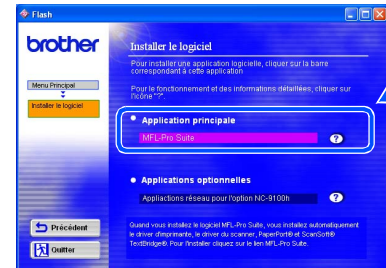 Flash
brother
Installer le logiciel
Pour installer une application logicielle, cliquer sur la barre
correspondant à cette application
Pour le fonctionnement et des informations détaillées, cliquer sur
l'icône "?".
Menu Principal
Installer le logiciel
Application principale
MFL-Pro Suite
?
Applications optionnelles
Applications réseau pour l'option NC-9100h
?
Précédent
Quitter
Quand vous installez le logiciel MFL-Pro Suite, vous installez automatiquement
le driver d'imprimante, le driver du scanner, PaperPort® et ScanSoft®
TextBridge®. Pour l'installer cliquez sur le lien MFL-Pro Suite.